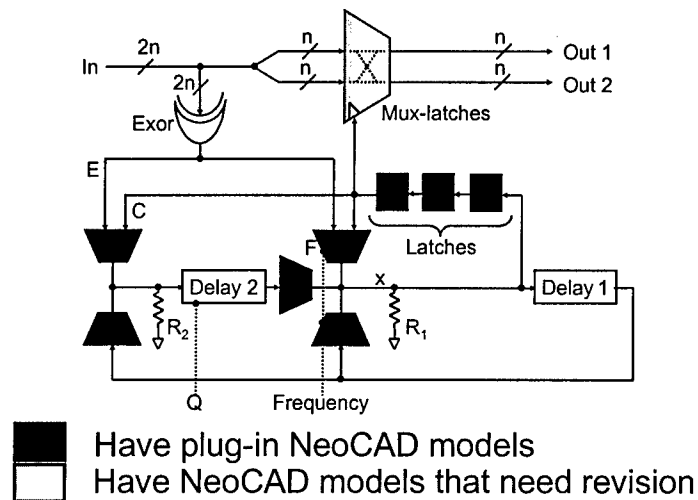 2n
n
n
In
Out 1
n
n
Out 2
2n
Exor
Mux-latches
E
C
Latches
F
x
Delay 2
Delay 1
R2
R1
Q
Frequency
Have plug-in NeoCAD models
Have NeoCAD models that need revision